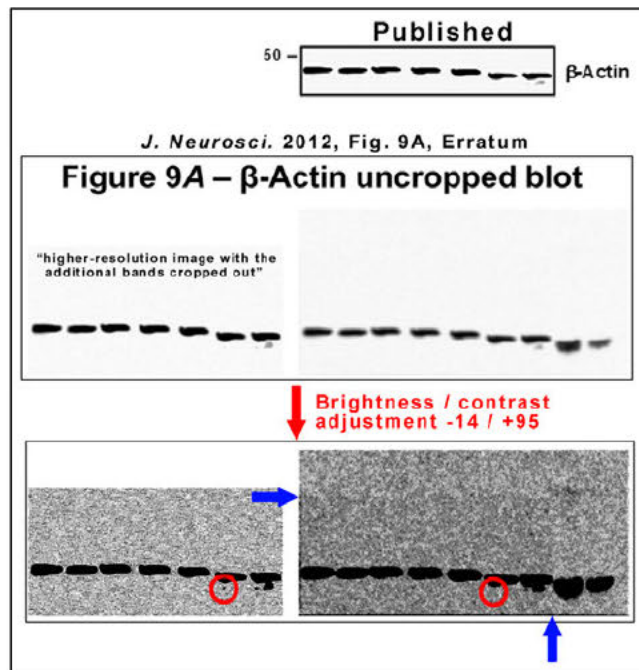 Published
50
β-Actin
J. Neurosci. 2012, Fig. 9A, Erratum
Figure 9A – β-Actin uncropped blot
“higher-resolution image with the
additional bands cropped out”
Brightness / contrast
adjustment -14 / +95